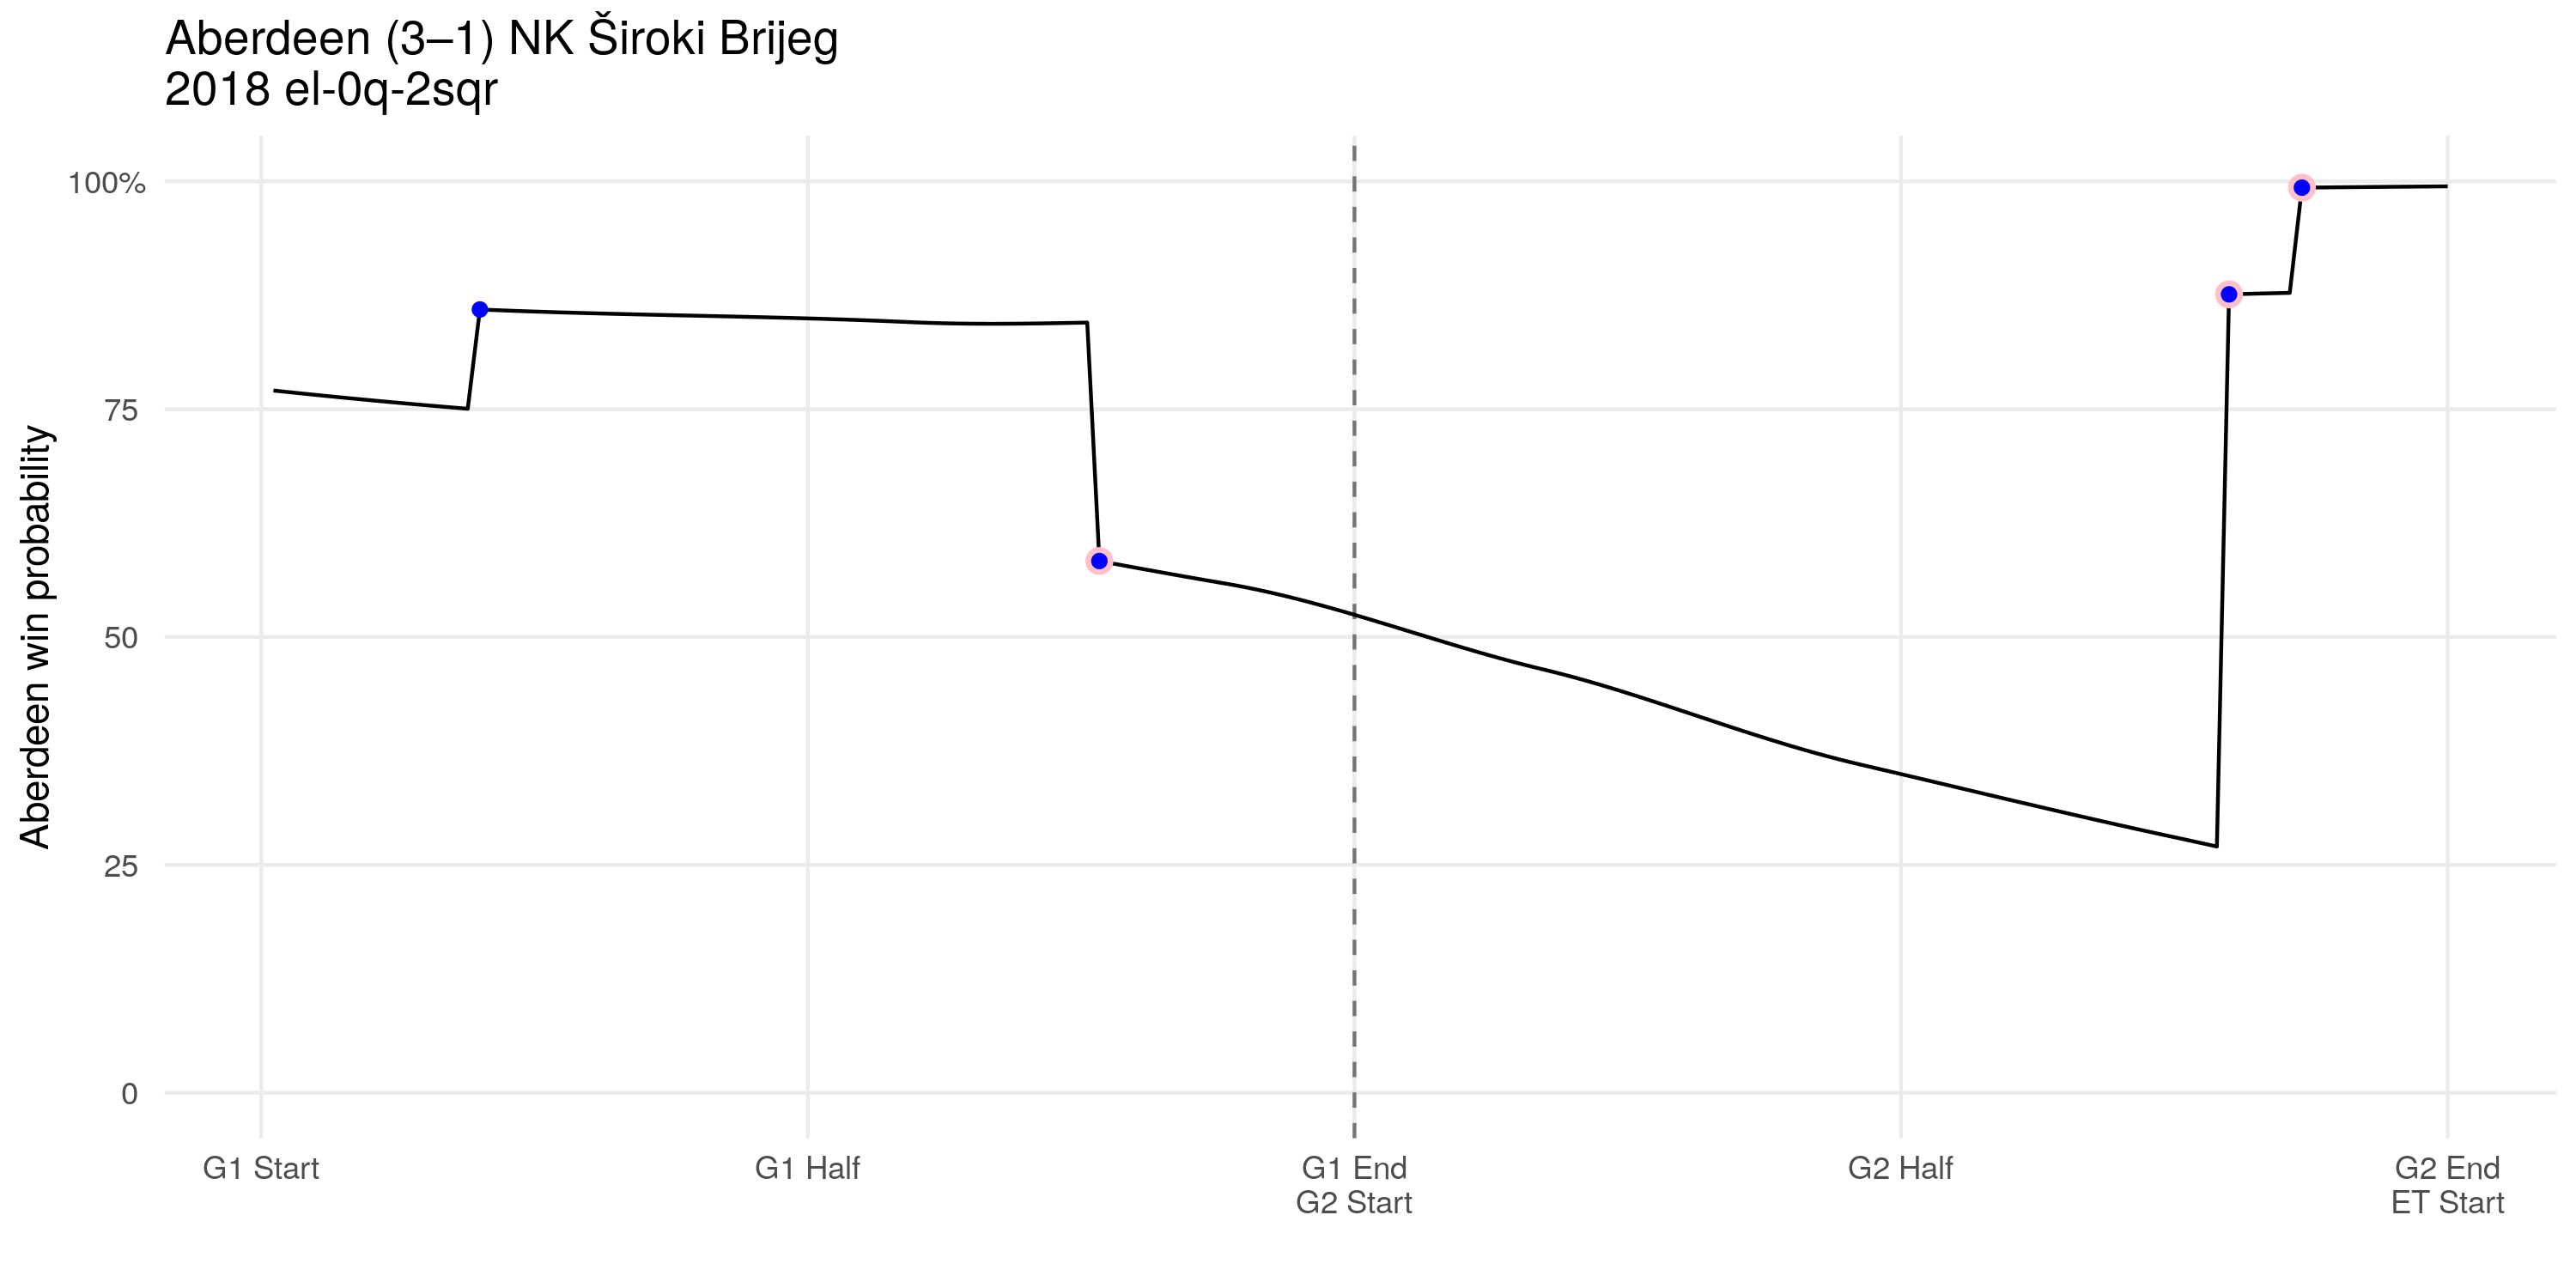 Aberdeen (3–1) NK Široki Brijeg
2018 el-0q-2sqr
Aberdeen win probability
100%
75
50
25
0
G1 Start
G1 Half
G1 End
G2 Start
G2 Half
G2 End
ET Start